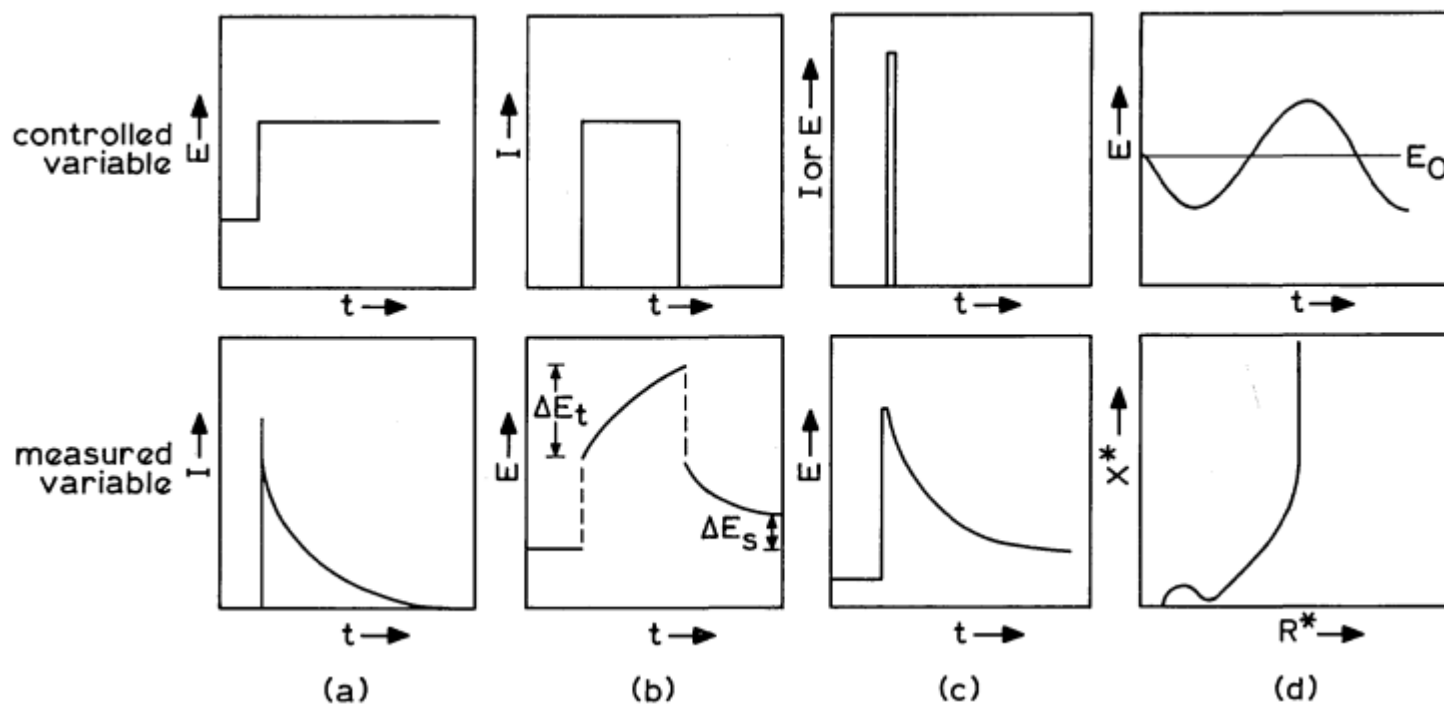 controlled
variable
E
t
I
t
I or E
t
E
E₀
t
measured
variable
I
t
E
ΔEₜ
ΔEₛ
t
E
t
X*
R*
(a)
(b)
(c)
(d)